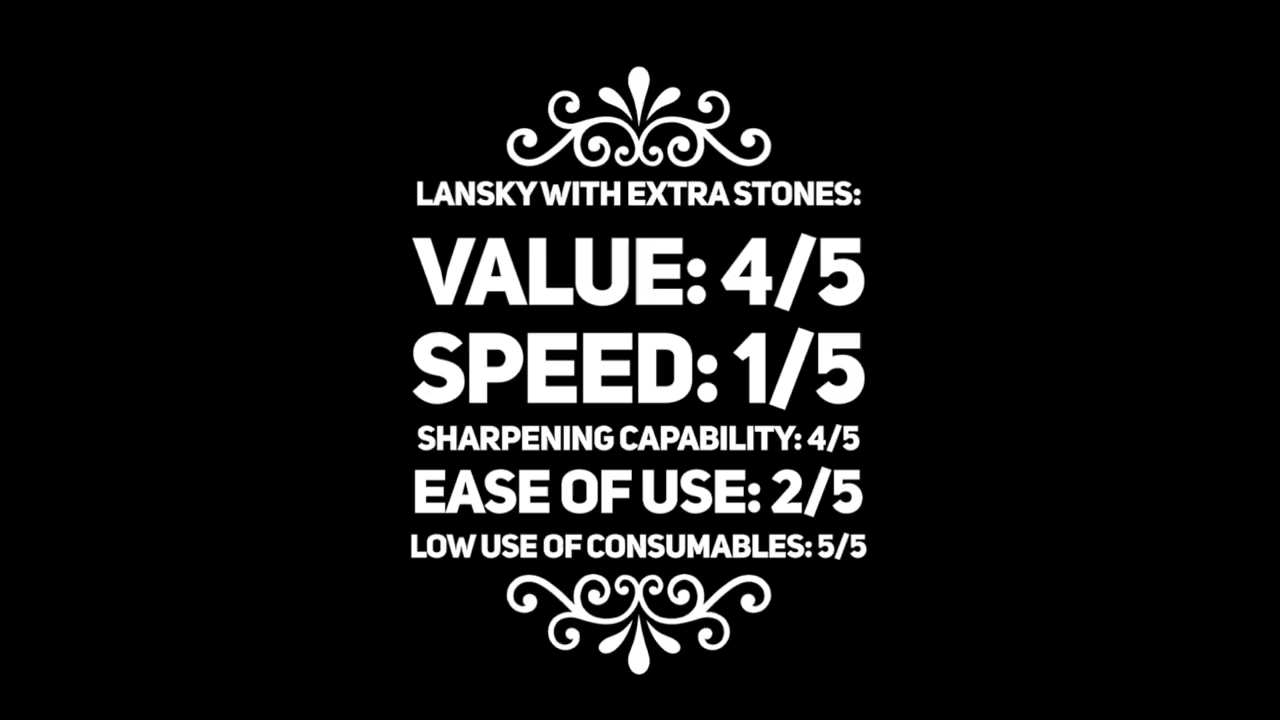 LANSKY WITH EXTRA STONES:
VALUE: 4/5
SPEED: 1/5
SHARPENING CAPABILITY: 4/5
EASE OF USE: 2/5
LOW USE OF CONSUMABLES: 5/5